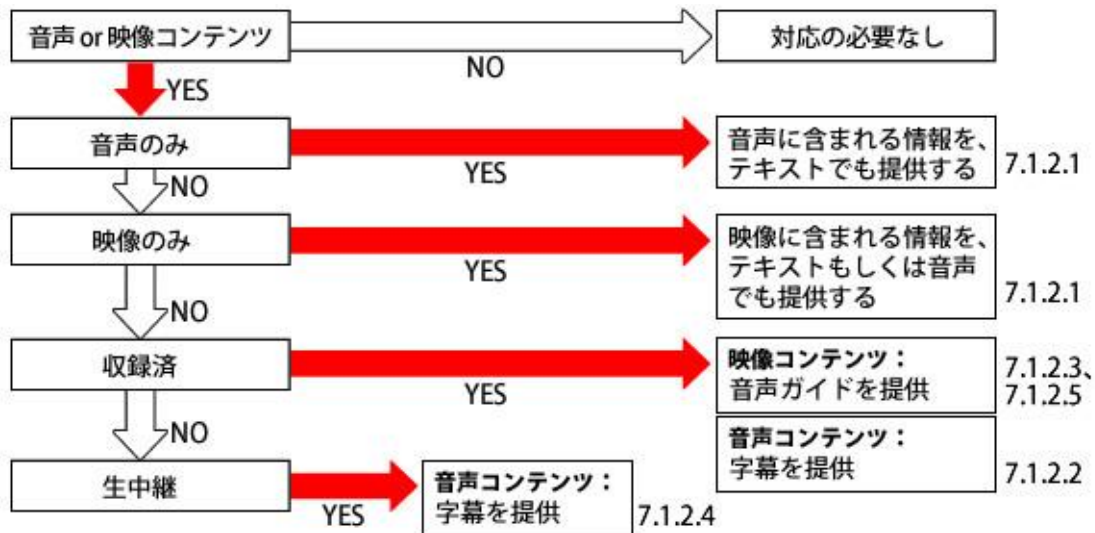 音声 or 映像コンテンツ
NO
対応の必要なし
YES
音声のみ
YES
音声に含まれる情報を、
テキストでも提供する
7.1.2.1
NO
映像のみ
YES
映像に含まれる情報を、
テキストもしくは音声
でも提供する
7.1.2.1
NO
収録済
YES
映像コンテンツ：
音声ガイドを提供
7.1.2.3、
7.1.2.5
音声コンテンツ：
字幕を提供
7.1.2.2
NO
生中継
YES
音声コンテンツ：
字幕を提供
7.1.2.4